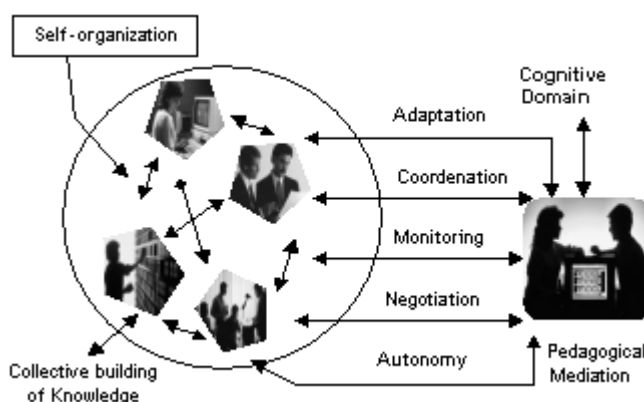 Self-organization
Cognitive
Domain
Adaptation
Coordenation
Monitoring
Negotiation
Autonomy
Pedagogical
Mediation
Collective building
of Knowledge